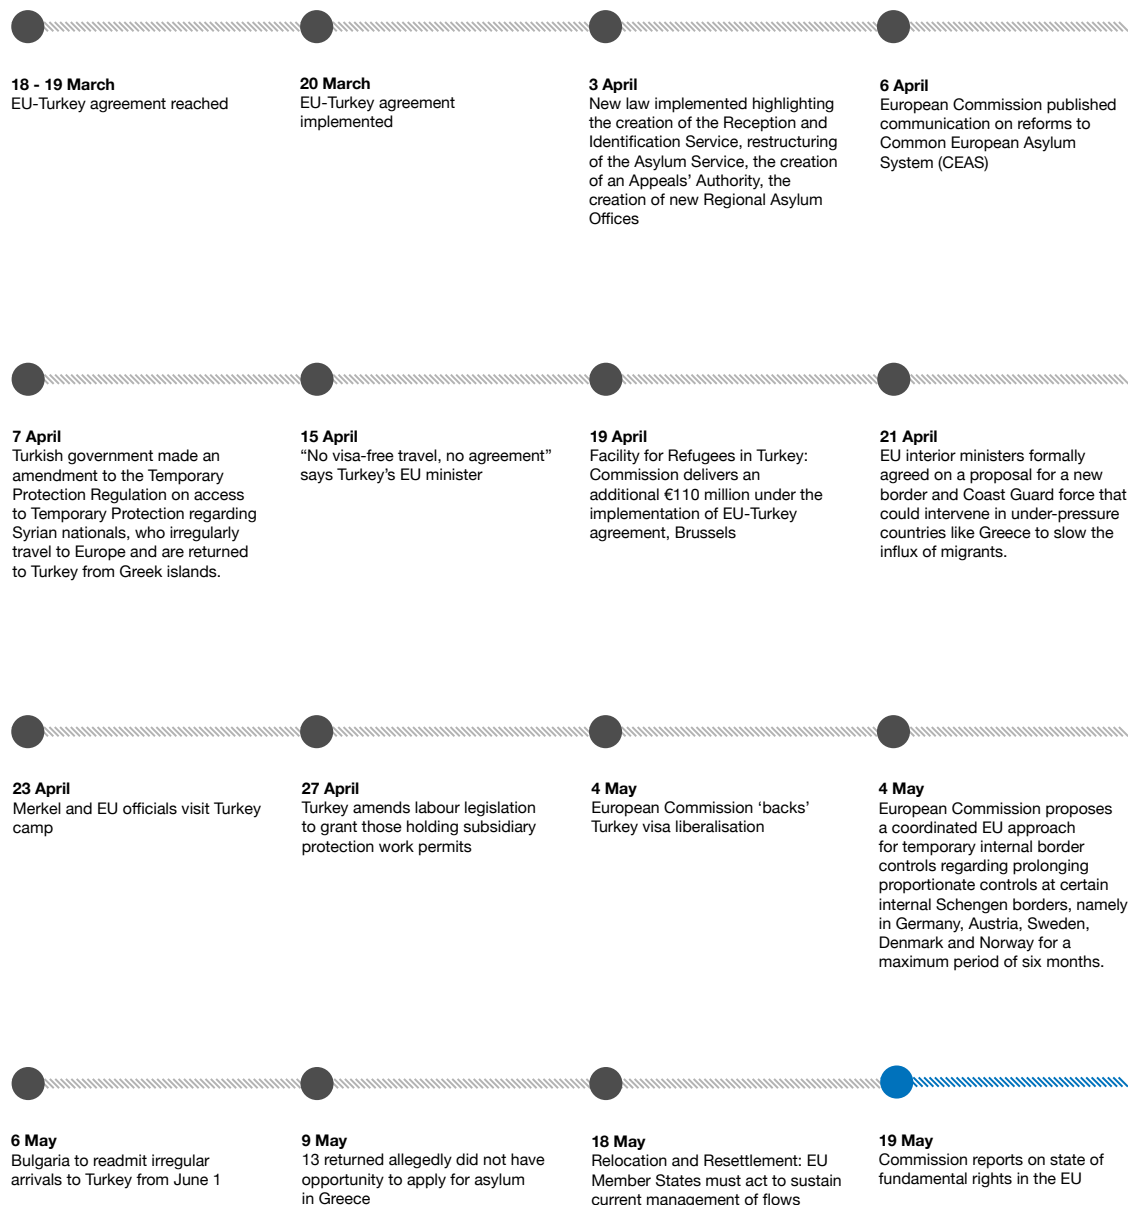 18 - 19 March
EU-Turkey agreement reached
20 March
EU-Turkey agreement
implemented
3 April
New law implemented highlighting
the creation of the Reception and
Identification Service, restructuring
of the Asylum Service, the creation
of an Appeals’ Authority, the
creation of new Regional Asylum
Offices
6 April
European Commission published
communication on reforms to
Common European Asylum
System (CEAS)
7 April
Turkish government made an
amendment to the Temporary
Protection Regulation on access
to Temporary Protection regarding
Syrian nationals, who irregularly
travel to Europe and are returned
to Turkey from Greek islands.
15 April
“No visa-free travel, no agreement”
says Turkey’s EU minister
19 April
Facility for Refugees in Turkey:
Commission delivers an
additional €110 million under the
implementation of EU-Turkey
agreement, Brussels
21 April
EU interior ministers formally
agreed on a proposal for a new
border and Coast Guard force that
could intervene in under-pressure
countries like Greece to slow the
influx of migrants.
23 April
Merkel and EU officials visit Turkey
camp
27 April
Turkey amends labour legislation
to grant those holding subsidiary
protection work permits
4 May
European Commission ‘backs’
Turkey visa liberalisation
4 May
European Commission proposes
a coordinated EU approach
for temporary internal border
controls regarding prolonging
proportionate controls at certain
internal Schengen borders, namely
in Germany, Austria, Sweden,
Denmark and Norway for a
maximum period of six months.
6 May
Bulgaria to readmit irregular
arrivals to Turkey from June 1
9 May
13 returned allegedly did not have
opportunity to apply for asylum
in Greece
18 May
Relocation and Resettlement: EU
Member States must act to sustain
current management of flows
19 May
Commission reports on state of
fundamental rights in the EU